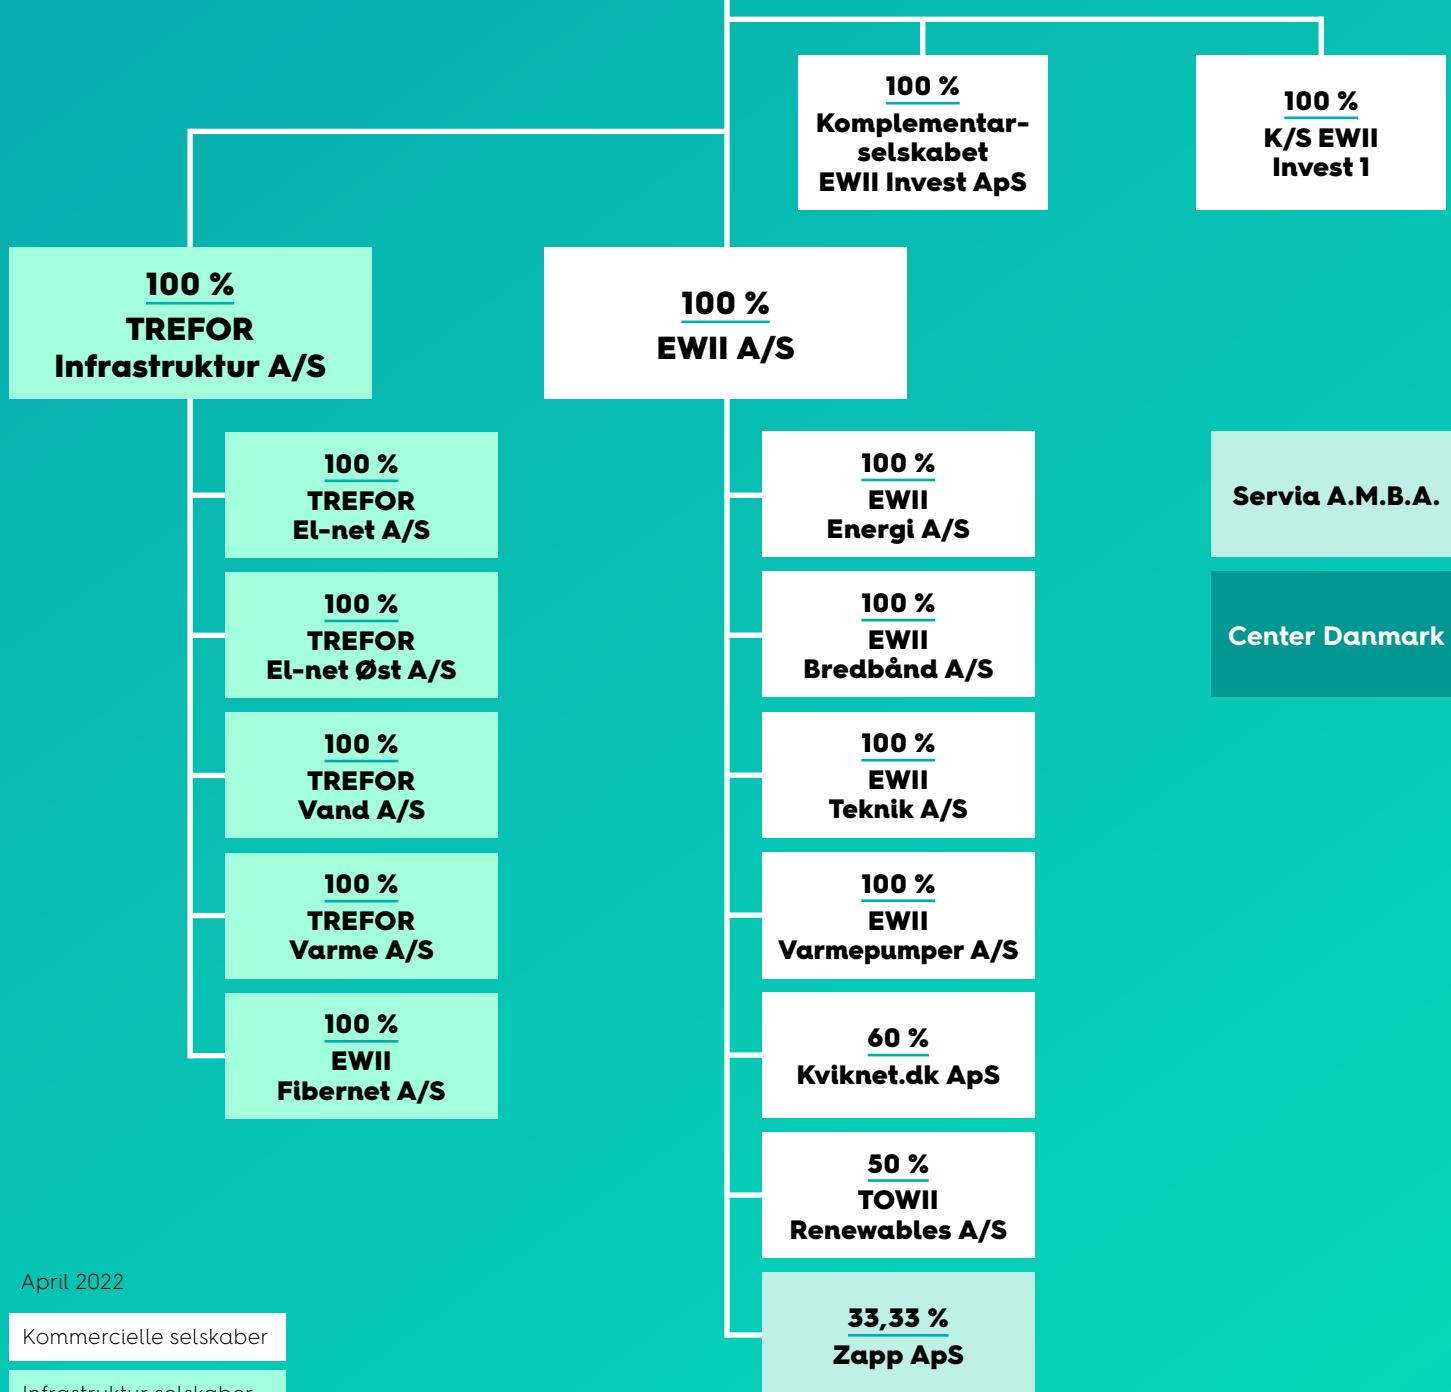 100 %
Komplementar-
selskabet
EWII Invest ApS
100 %
K/S EWII
Invest 1
100 %
TREFOR
Infrastruktur A/S
100 %
EWII A/S
100 %
TREFOR
El-net A/S
100 %
TREFOR
El-net Øst A/S
100 %
TREFOR
Vand A/S
100 %
TREFOR
Varme A/S
100 %
EWII
Fibernet A/S
100 %
EWII
Energi A/S
100 %
EWII
Bredbånd A/S
100 %
EWII
Teknik A/S
100 %
EWII
Varmepumper A/S
60 %
Kviknet.dk ApS
50 %
TOWII
Renewables A/S
33,33 %
Zapp ApS
Servia A.M.B.A.
Center Danmark
April 2022
Kommercielle selskaber
Infrastruktur selskaber